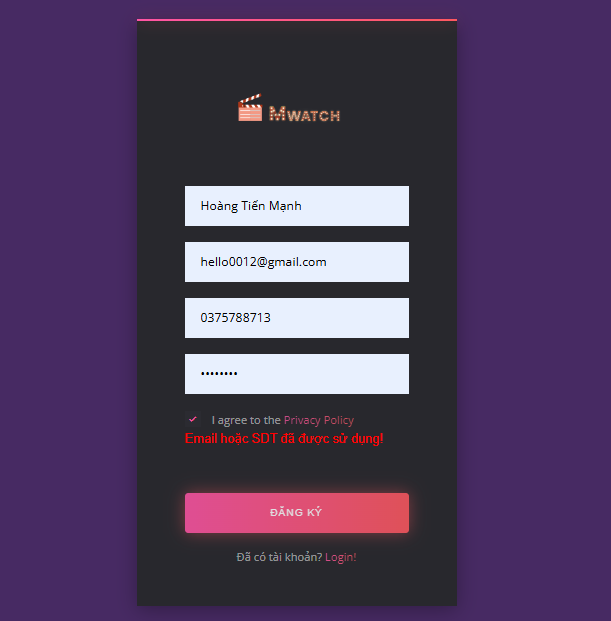 MWATCH
Hoàng Tiến Mạnh
hello0012@gmail.com
0375788713
••••••••
I agree to the Privacy Policy
Email hoặc SDT đã được sử dụng!
ĐĂNG KÝ
Đã có tài khoản? Login!